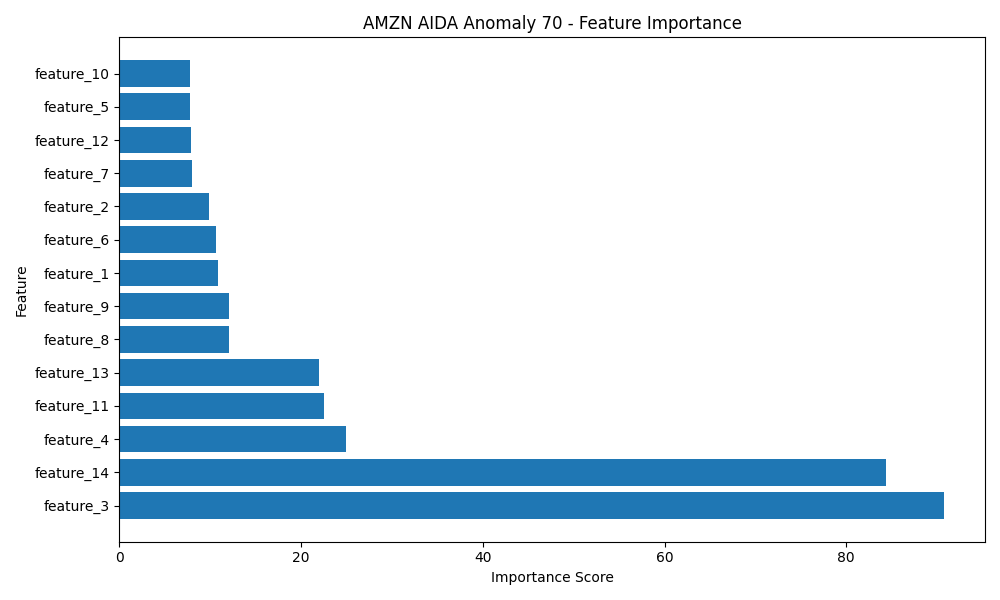 AMZN AIDA Anomaly 70 - Feature Importance
feature_10
feature_5
feature_12
feature_7
feature_2
feature_6
feature_1
feature_9
feature_8
feature_13
feature_11
feature_4
feature_14
feature_3
Feature
0 20 40 60 80
Importance Score